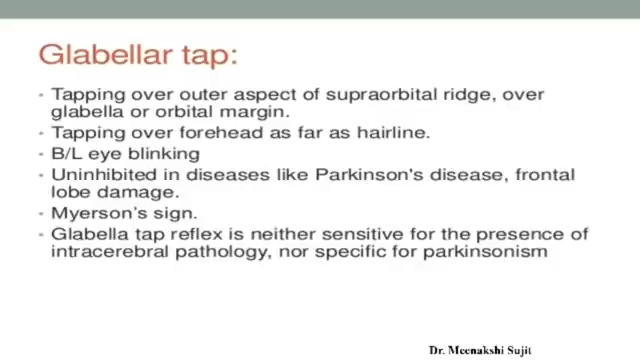 Glabellar tap:
• Tapping over outer aspect of supraorbital ridge, over
glabella or orbital margin.
• Tapping over forehead as far as hairline.
• B/L eye blinking
• Uninhibited in diseases like Parkinson's disease, frontal
lobe damage.
• Myerson's sign.
• Glabella tap reflex is neither sensitive for the presence of
intracerebral pathology, nor specific for parkinsonism
Dr. Meenakshi Sujit